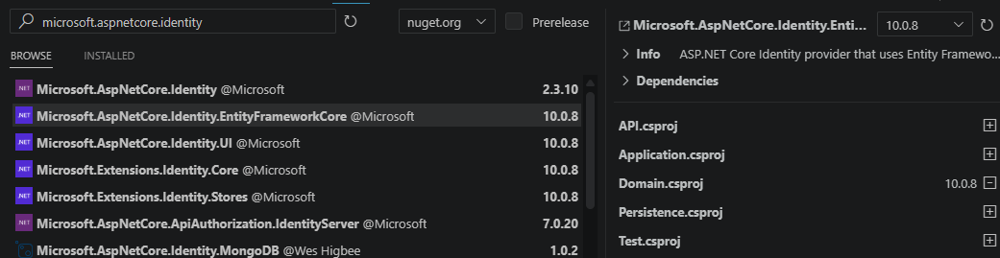 microsoft.aspnetcore.identity
nuget.org
Prerelease
BROWSE INSTALLED
.NET Microsoft.AspNetCore.Identity @Microsoft 2.3.10
.NET Microsoft.AspNetCore.Identity.EntityFrameworkCore @Microsoft 10.0.8
.NET Microsoft.AspNetCore.Identity.UI @Microsoft 10.0.8
.NET Microsoft.Extensions.Identity.Core @Microsoft 10.0.8
.NET Microsoft.Extensions.Identity.Stores @Microsoft 10.0.8
.NET Microsoft.AspNetCore.ApiAuthorization.IdentityServer @Microsoft 7.0.20
Microsoft.AspNetCore.Identity.MongoDB @Wes Higbee 1.0.2
Microsoft.AspNetCore.Identity.Enti... 10.0.8
Info ASP.NET Core Identity provider that uses Entity Framewo...
Dependencies
API.csproj
Application.csproj
Domain.csproj 10.0.8
Persistence.csproj
Test.csproj